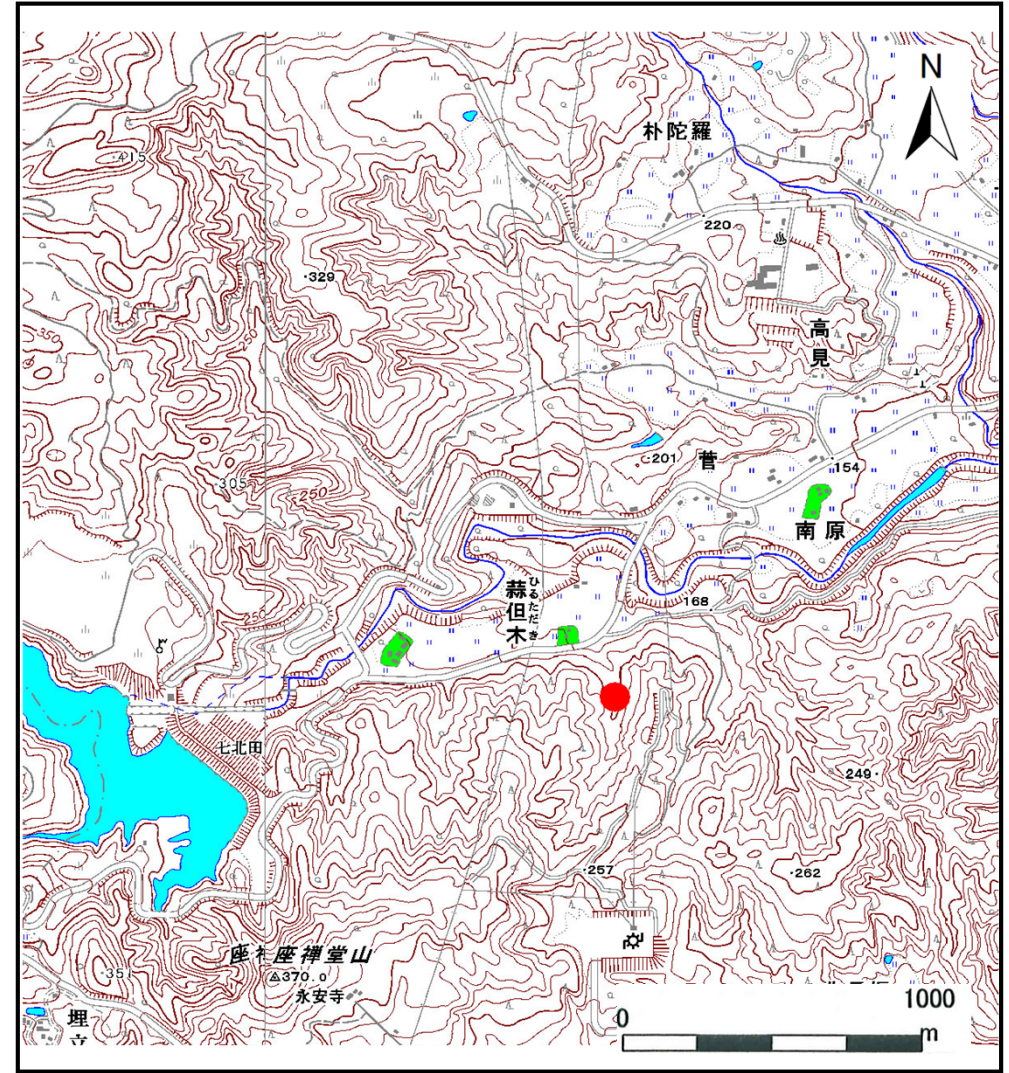 N
朴陀羅
・415
220
・329
高見
・201
菅
・154
305
250
250
350
南原
蒜但木
ひるただき
168
七北田
249・
・257
・262
座禅堂山
△370.0
永安寺
・351
埋立
0
1000
m